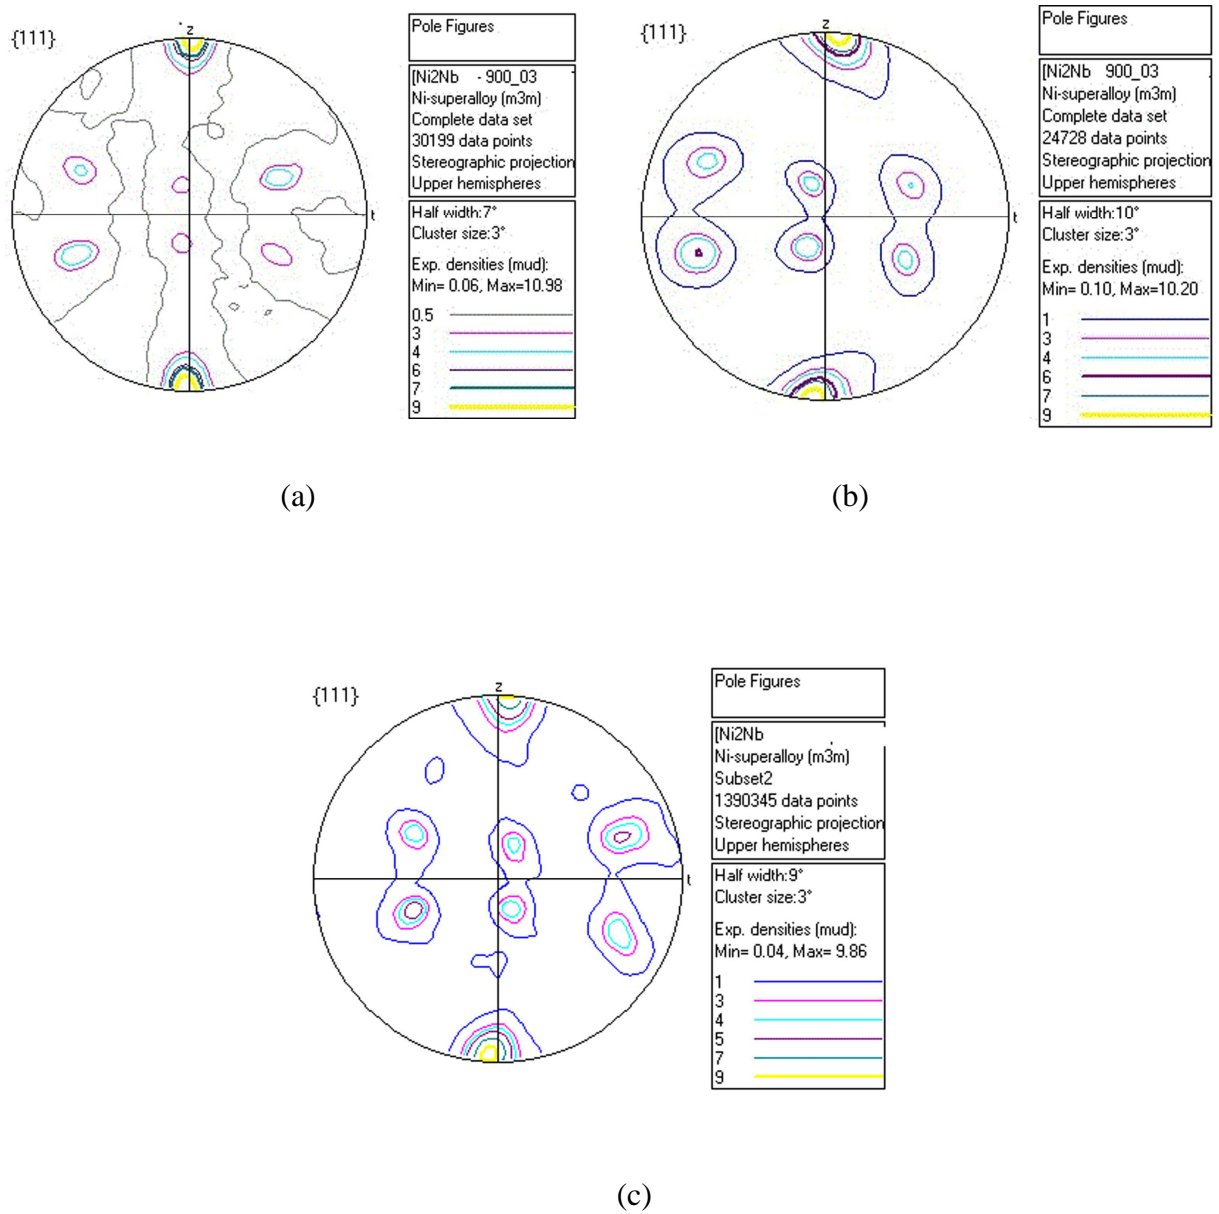 {111}
z
t
Pole Figures
[Ni2Nb - 900_03
Ni-superalloy (m3m)
Complete data set
30199 data points
Stereographic projection
Upper hemispheres
Half width:7°
Cluster size:3°
Exp. densities (mud):
Min= 0.06, Max=10.98
0.5
3
4
6
7
9
(a)
{111}
z
t
Pole Figures
[Ni2Nb 900_03
Ni-superalloy (m3m)
Complete data set
24728 data points
Stereographic projection
Upper hemispheres
Half width:10°
Cluster size:3°
Exp. densities (mud):
Min= 0.10, Max=10.20
1
3
4
6
7
9
(b)
{111}
z
t
Pole Figures
[Ni2Nb
Ni-superalloy (m3m)
Subset2
1390345 data points
Stereographic projection
Upper hemispheres
Half width:9°
Cluster size:3°
Exp. densities (mud):
Min= 0.04, Max= 9.86
1
3
4
5
7
9
(c)